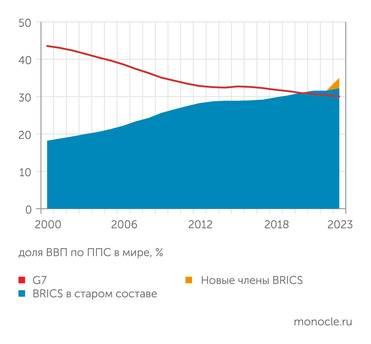 50
40
30
20
10
0
2000 2006 2012 2018 2023
доля ВВП по ППС в мире, %
G7 Новые члены BRICS
BRICS в старом составе
monocle.ru